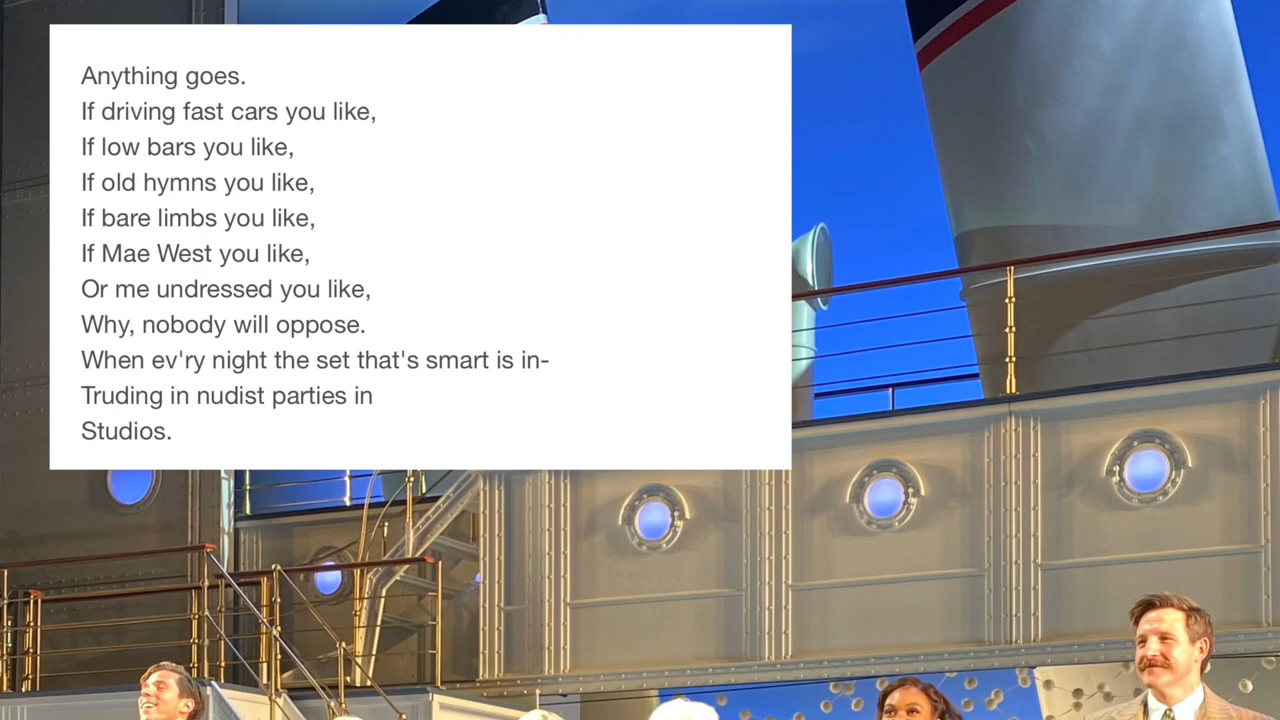 Anything goes.
If driving fast cars you like,
If low bars you like,
If old hymns you like,
If bare limbs you like,
If Mae West you like,
Or me undressed you like,
Why, nobody will oppose.
When ev'ry night the set that's smart is in-
Truding in nudist parties in
Studios.